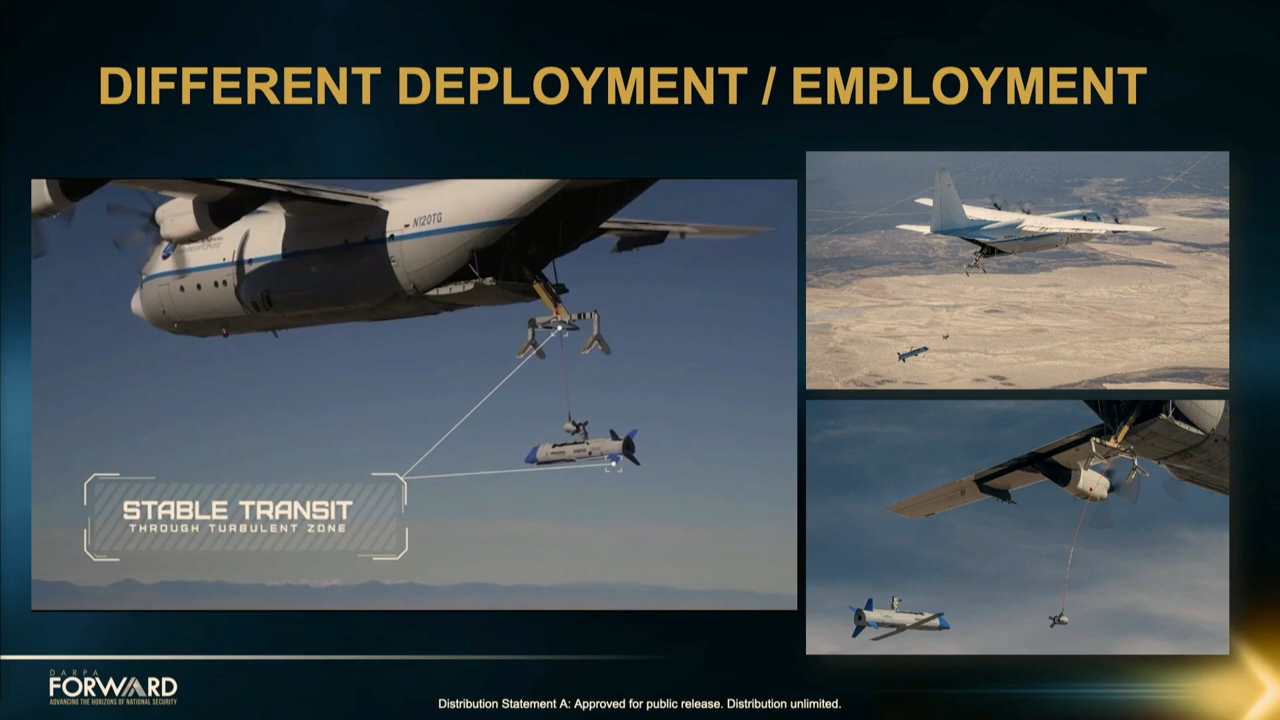 DIFFERENT DEPLOYMENT / EMPLOYMENT
N120TG
STABLE TRANSIT
THROUGH TURBULENT ZONE
DARPA
FORWARD
ADVANCING THE HORIZONS OF NATIONAL SECURITY
Distribution Statement A: Approved for public release. Distribution unlimited.